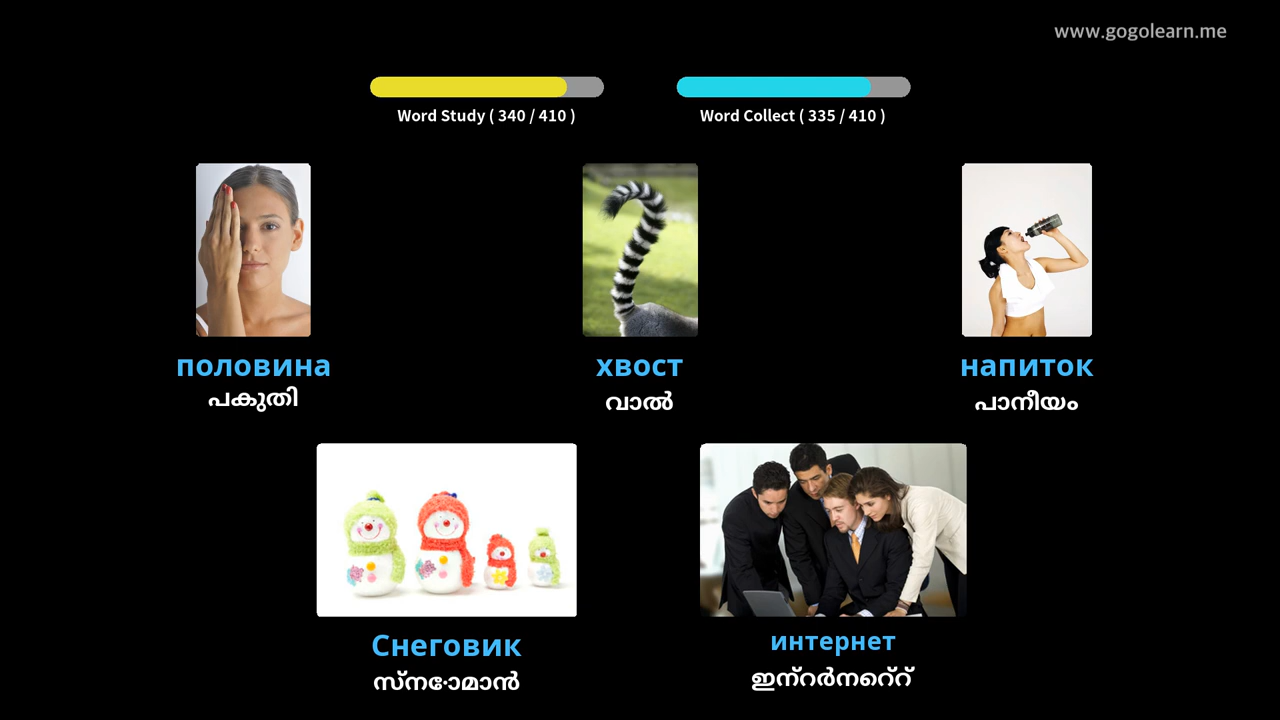 www.gogolearn.me
Word Study ( 340 / 410 )
Word Collect ( 335 / 410 )
половина
പകുതി
хвост
വാൽ
напиток
പാനീയം
Снеговик
സ്നോമാൻ
интернет
ഇന്റർനെറ്റ്